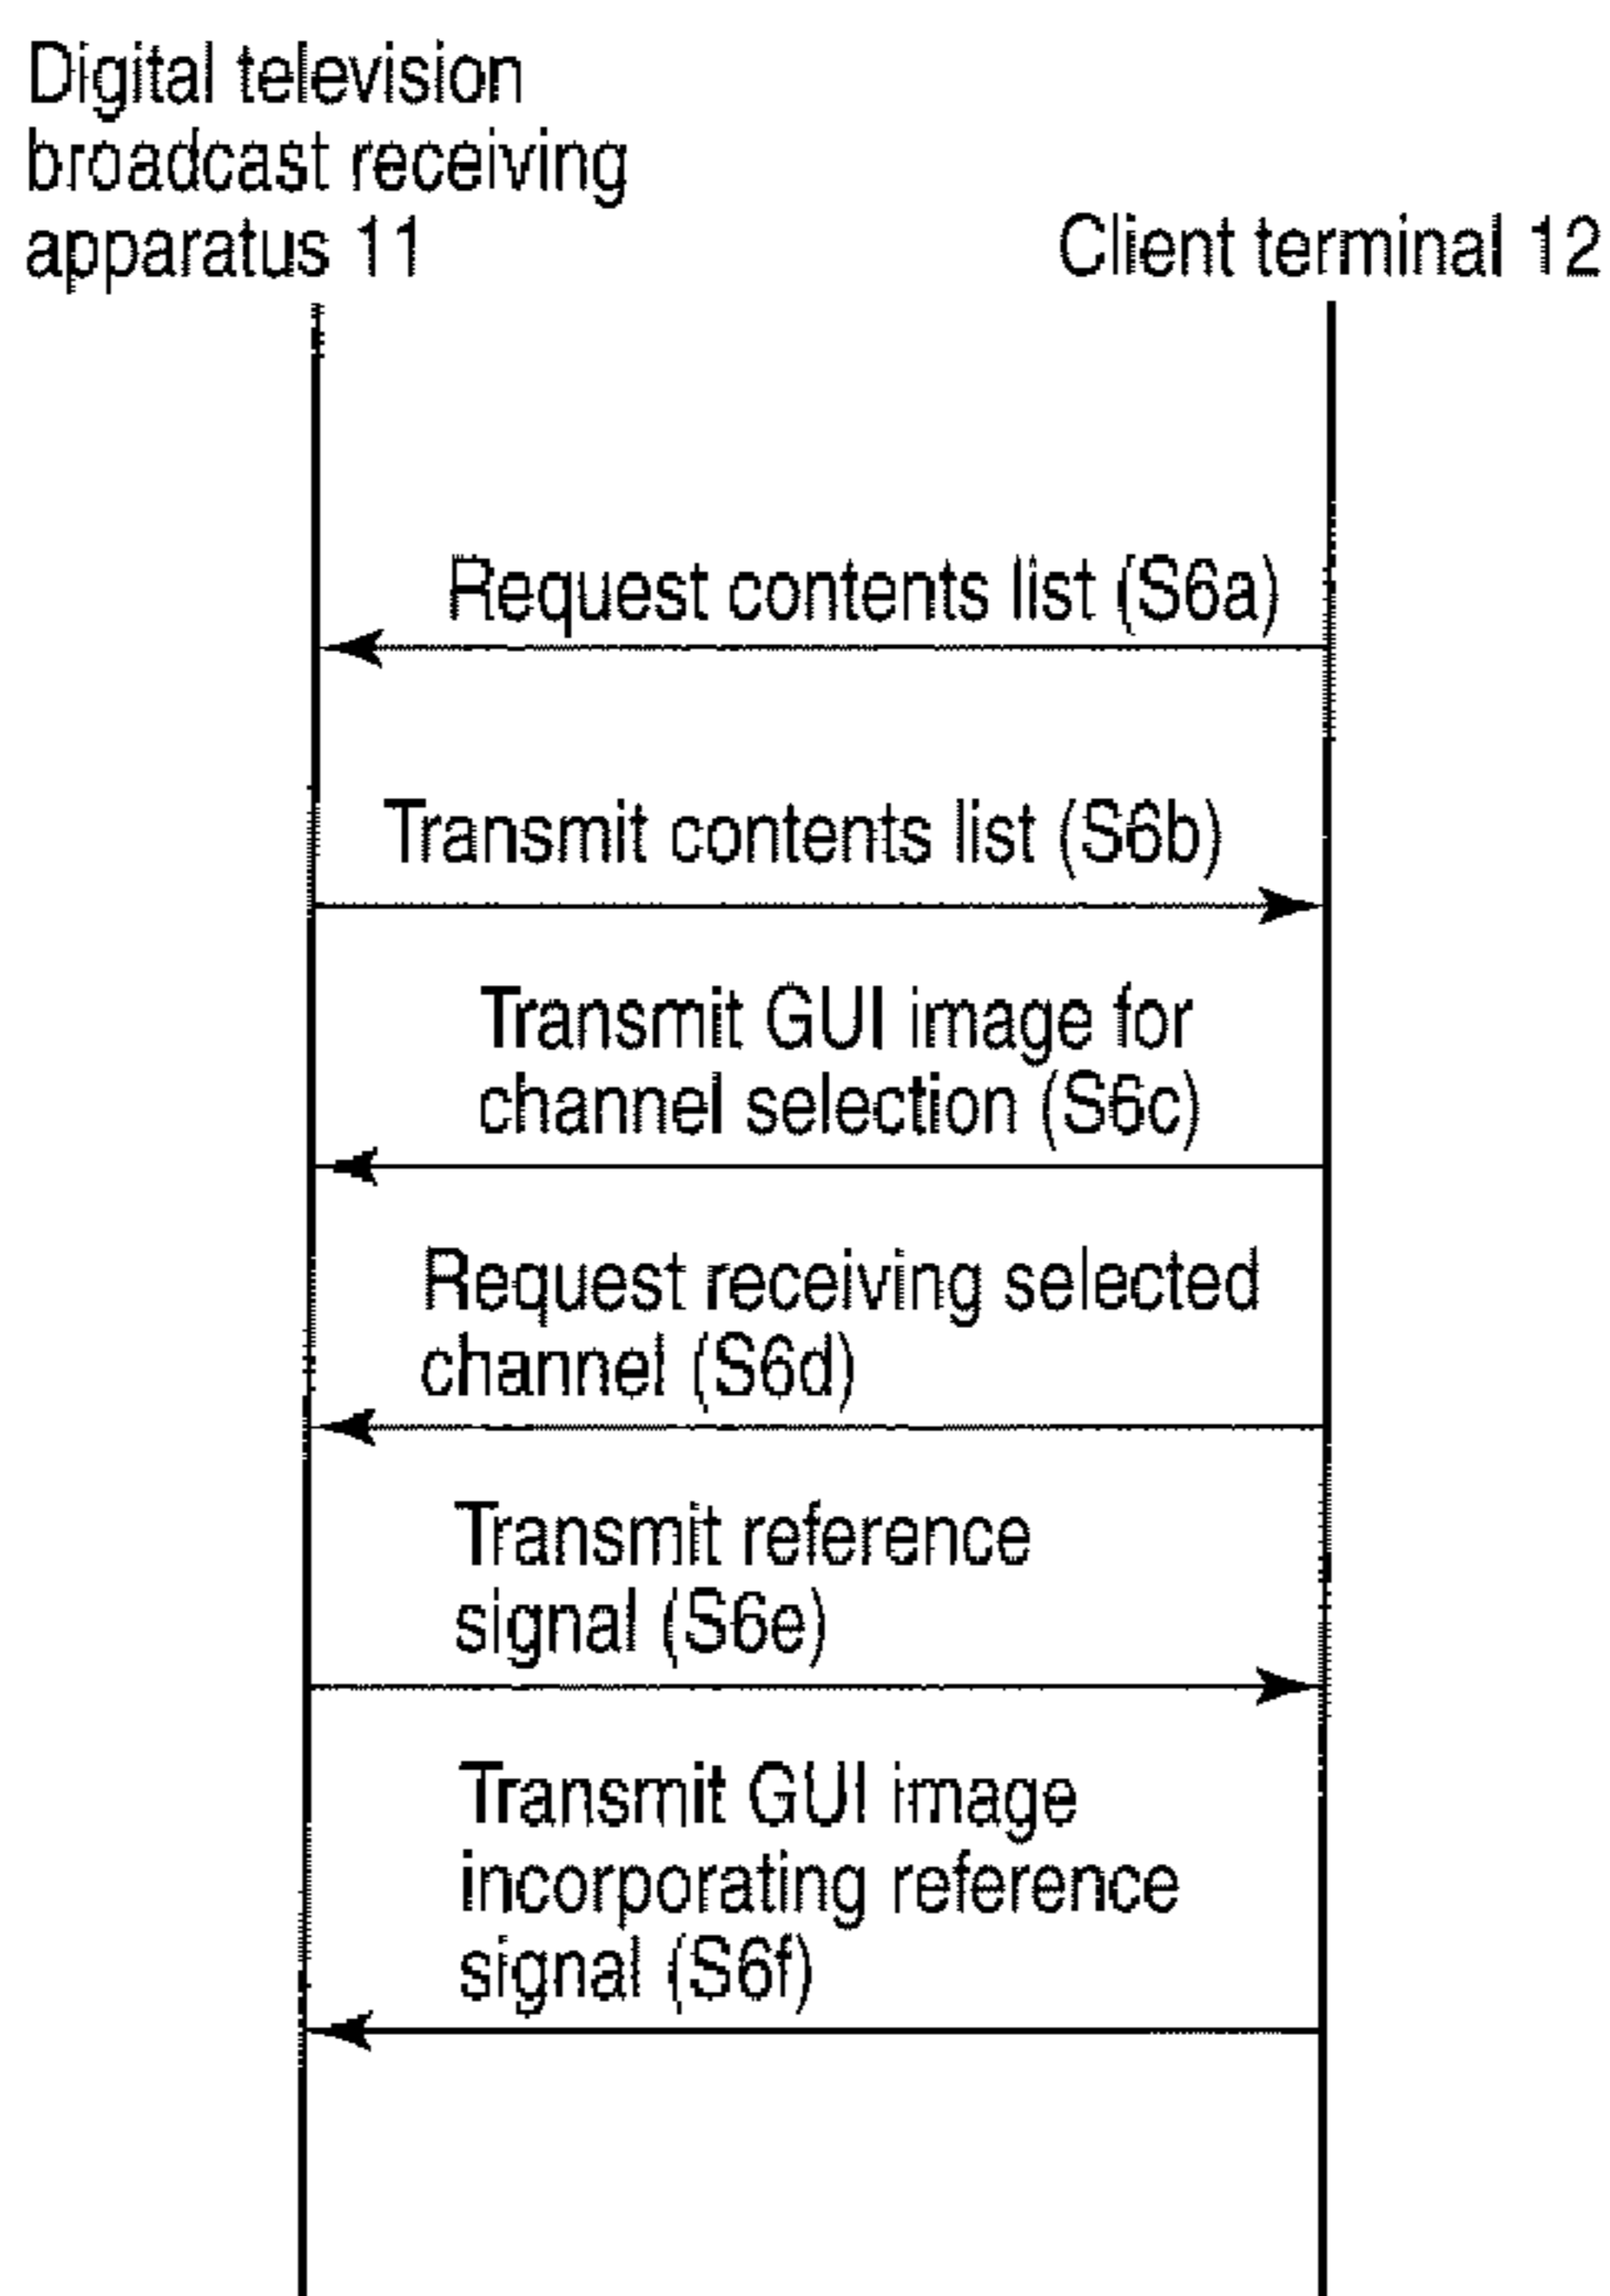 Digital television
broadcast receiving
apparatus 11
Client terminal 12
Request contents list (S6a)
Transmit contents list (S6b)
Transmit GUI image for
channel selection (S6c)
Request receiving selected
channel (S6d)
Transmit reference
signal (S6e)
Transmit GUI image
incorporating reference
signal (S6f)